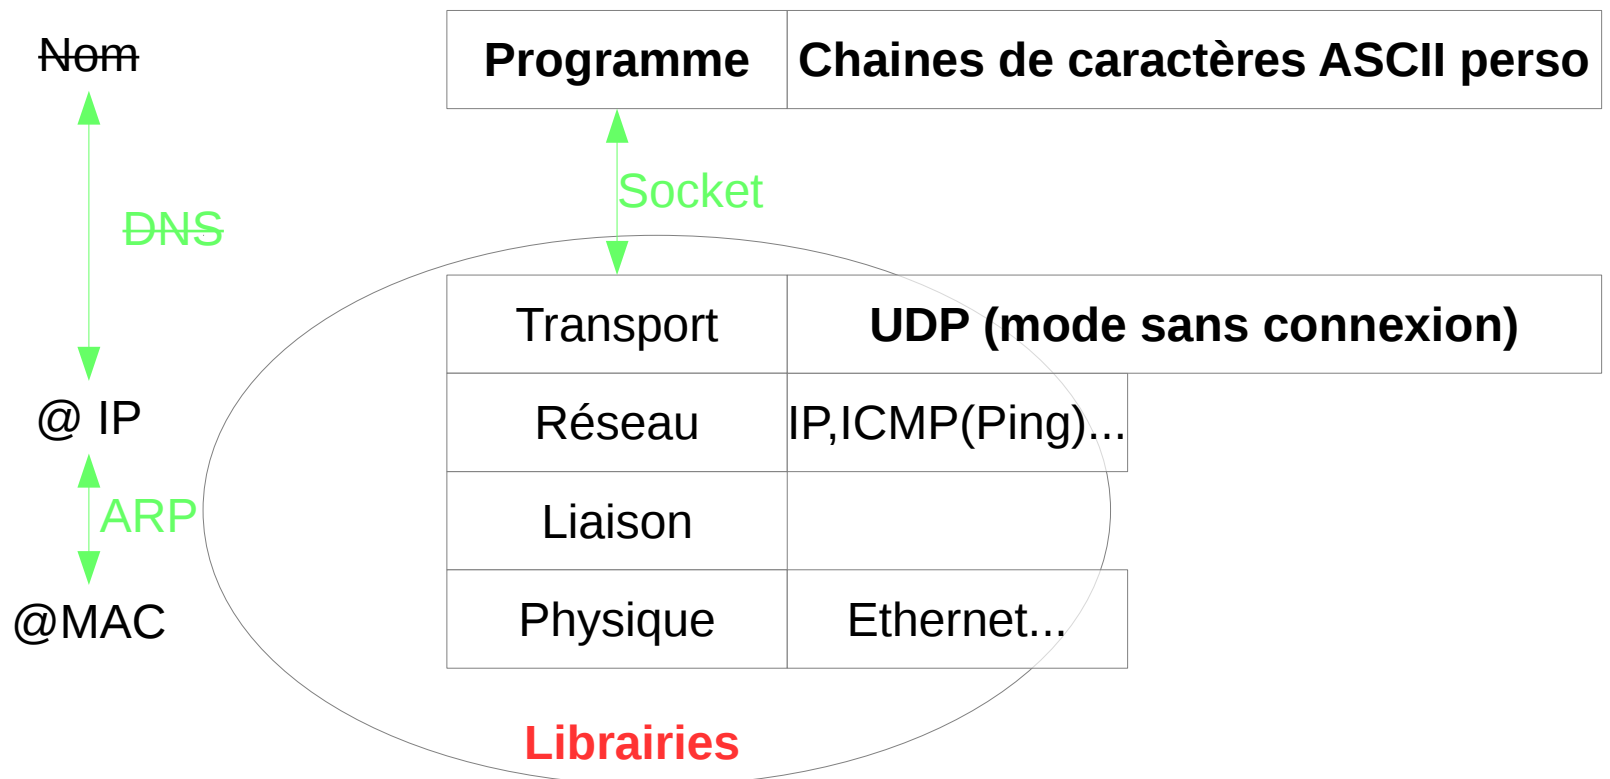 Nom
Programme
Chaines de caractères ASCII perso
Socket
DNS
Transport
UDP (mode sans connexion)
@ IP
Réseau
IP,ICMP(Ping)...
ARP
Liaison
@MAC
Physique
Ethernet...
Librairies